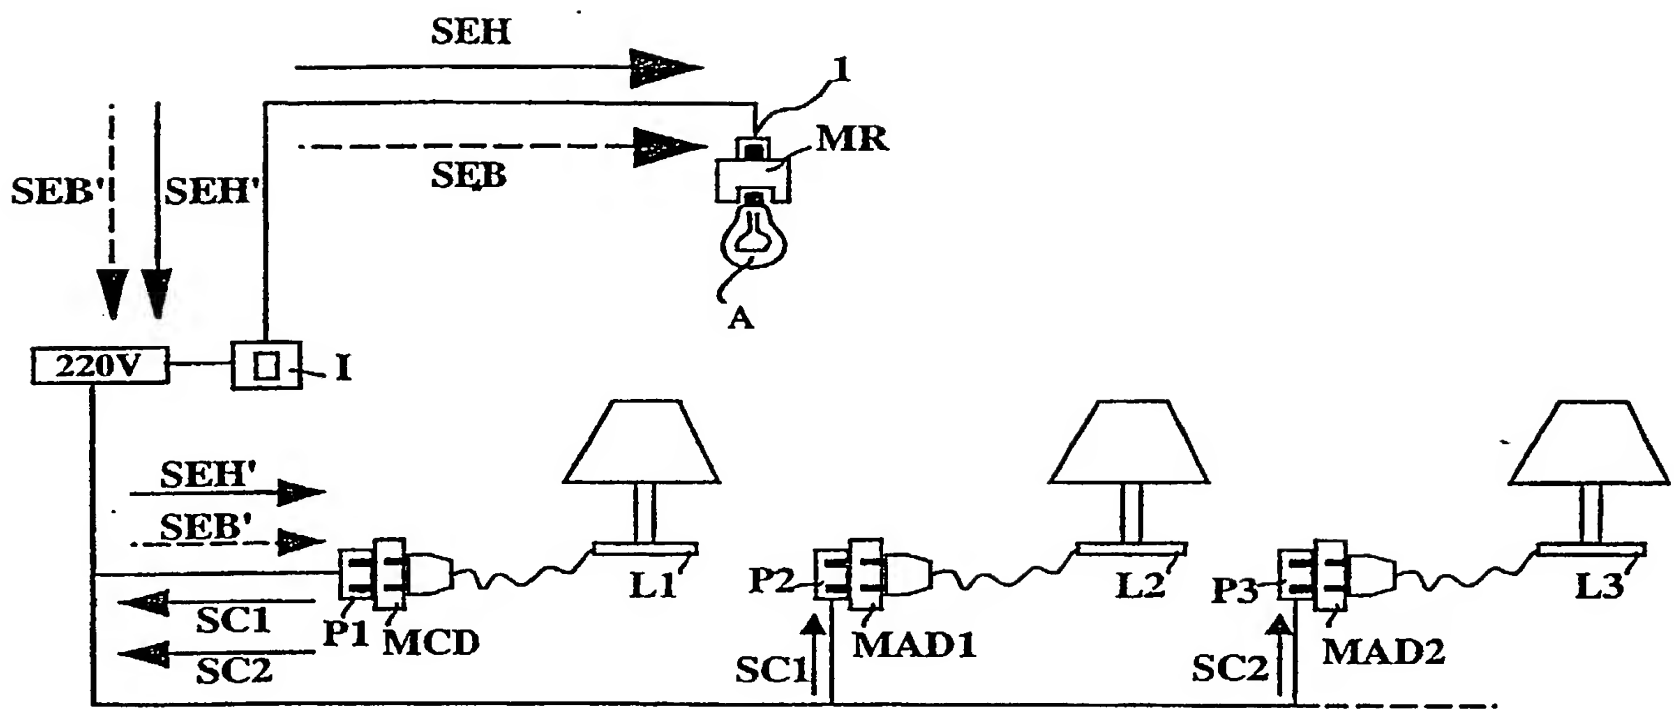 SEH
1
MR
SEB
SEB'
SEH'
A
220V
I
SEH'
SEB'
L1
P2
L2
P3
L3
SC1
P1
MCD
MAD1
MAD2
SC2
SC1
SC2